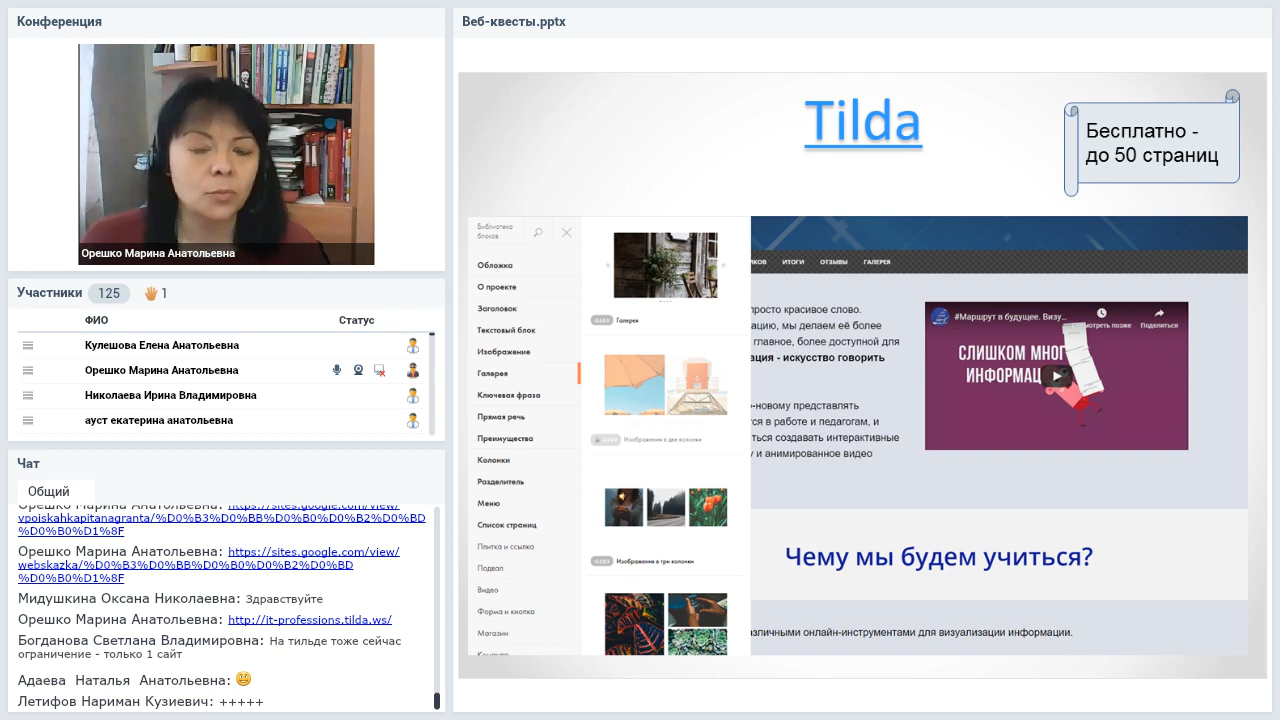 Конференция
Орешко Марина Анатольевна
Участники 125 1
ФИО Статус
Кулешова Елена Анатольевна
Орешко Марина Анатольевна
Николаева Ирина Владимировна
ауст екатерина анатольевна
Чат
Общий
Орешко Марина Анатольевна: https://sites.google.com/view/
vpoiskahkapitanagranta/%D0%B3%D0%BB%D0%B0%D0%B2%D0%BD
%D0%B0%D1%8F
Орешко Марина Анатольевна: https://sites.google.com/view/
webskazka/%D0%B3%D0%BB%D0%B0%D0%B2%D0%BD
%D0%B0%D1%8F
Мидушкина Оксана Николаевна: Здравствуйте
Орешко Марина Анатольевна: http://it-professions.tilda.ws/
Богданова Светлана Владимировна: На тильде тоже сейчас
ограничение - только 1 сайт
Адаева Наталья Анатольевна:
Летифов Нариман Кузиевич: +++++
Веб-квесты.pptx
Tilda
Бесплатно -
до 50 страниц
Библиотека
блоков
Обложка
О проекте
Заголовок
Текстовый блок
Изображение
Галерея
Ключевая фраза
Прямая речь
Преимущества
Колонки
Разделитель
Меню
Список страниц
Плитка и ссылка
Подвал
Видео
Форма и кнопка
Магазин
Галерея
Изображения в две колонки
Изображения в три колонки
ИКОВ ИТОГИ ОТЗЫВЫ ГАЛЕРЕЯ
просто красивое слово.
ацию, мы делаем её более
главное, более доступной для
ация - искусство говорить
-новому представлять
тся в работе и педагогам, и
ться создавать интерактивные
у и анимированное видео
#Маршрут в будущее. Визу...
мотреть позже Поделиться
СЛИШКОМ МНОГ
ИНФОРМАЦ
Чему мы будем учиться?
азличными онлайн-инструментами для визуализации информации.